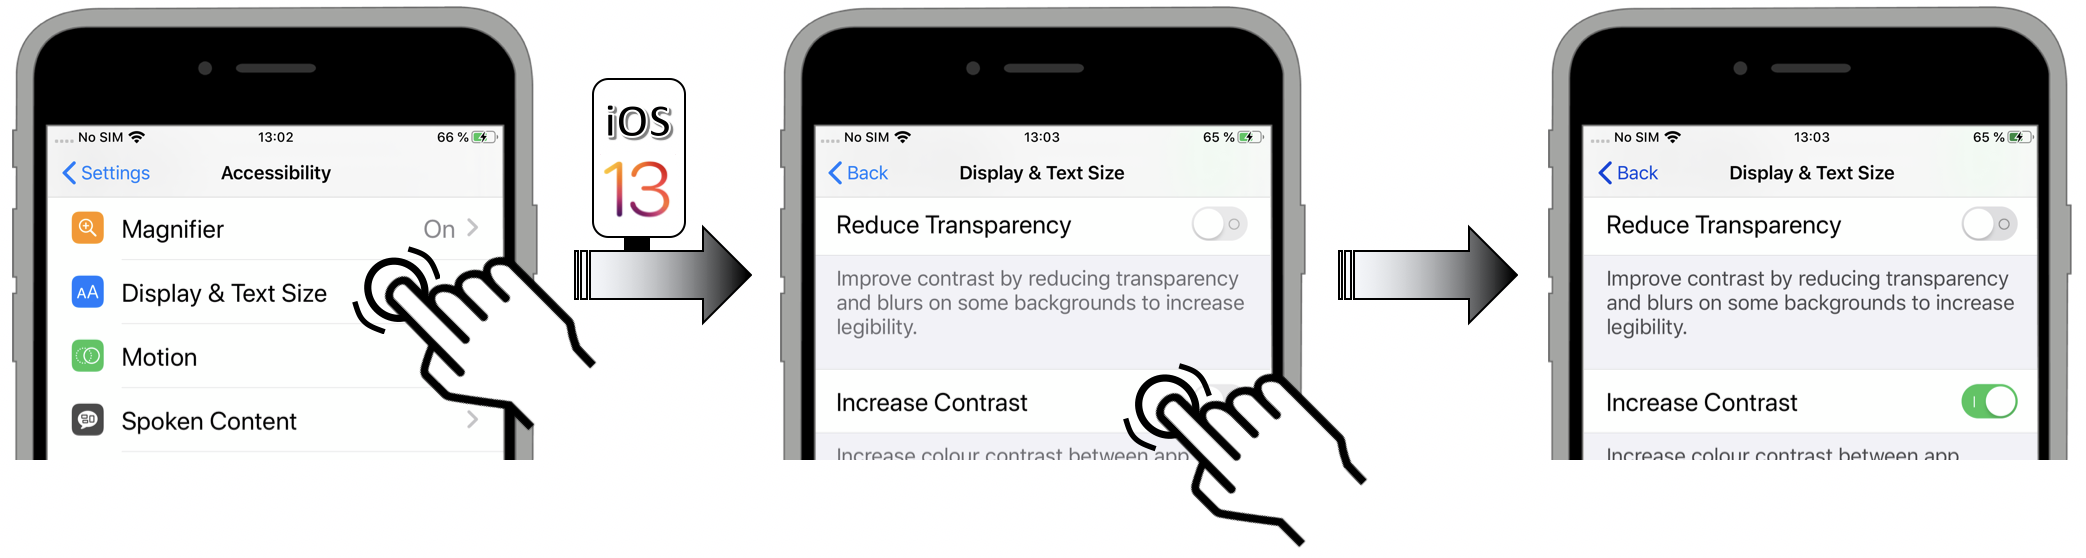 No SIM 13:02 66 %
Settings Accessibility
Magnifier On
AA Display & Text Size
Motion
Spoken Content
iOS
13
No SIM 13:03 65 %
Back Display & Text Size
Reduce Transparency
Improve contrast by reducing transparency
and blurs on some backgrounds to increase
legibility.
Increase Contrast
Increase colour contrast between app
No SIM 13:03 65 %
Back Display & Text Size
Reduce Transparency
Improve contrast by reducing transparency
and blurs on some backgrounds to increase
legibility.
Increase Contrast
Increase colour contrast between app